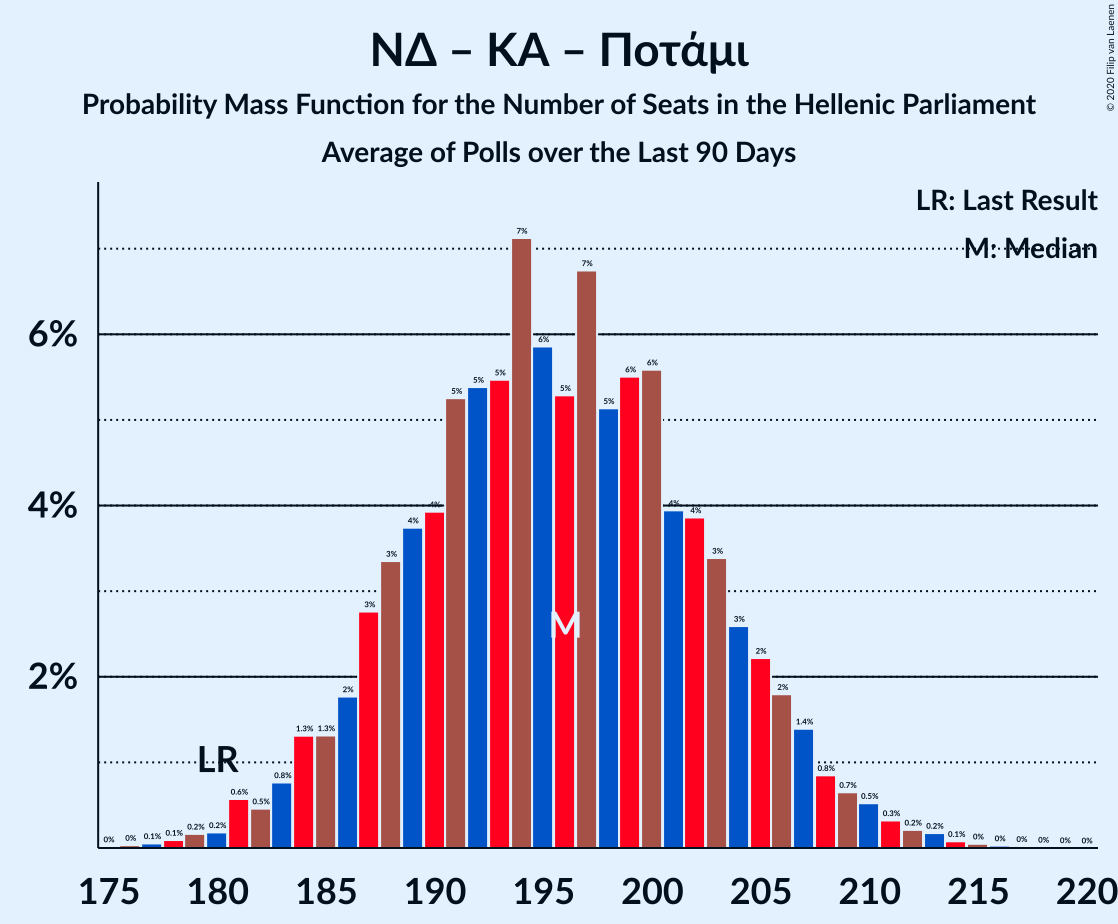 ΝΔ – ΚΑ – Ποτάμι
Probability Mass Function for the Number of Seats in the Hellenic Parliament
Average of Polls over the Last 90 Days
© 2020 Filip van Laenen
LR: Last Result
M: Median
6%
4%
2%
0% 0% 0.1% 0.1% 0.2% 0.2% 0.6% 0.5% 0.8% 1.3% 1.3% 2% 3% 3% 4% 4% 5% 5% 5% 7% 6% 5% 7% 5% 6% 6% 4% 4% 3% 3% 2% 2% 1.4% 0.8% 0.7% 0.5% 0.3% 0.2% 0.2% 0.1% 0% 0% 0% 0% 0% 0%
LR
M
175 180 185 190 195 200 205 210 215 220